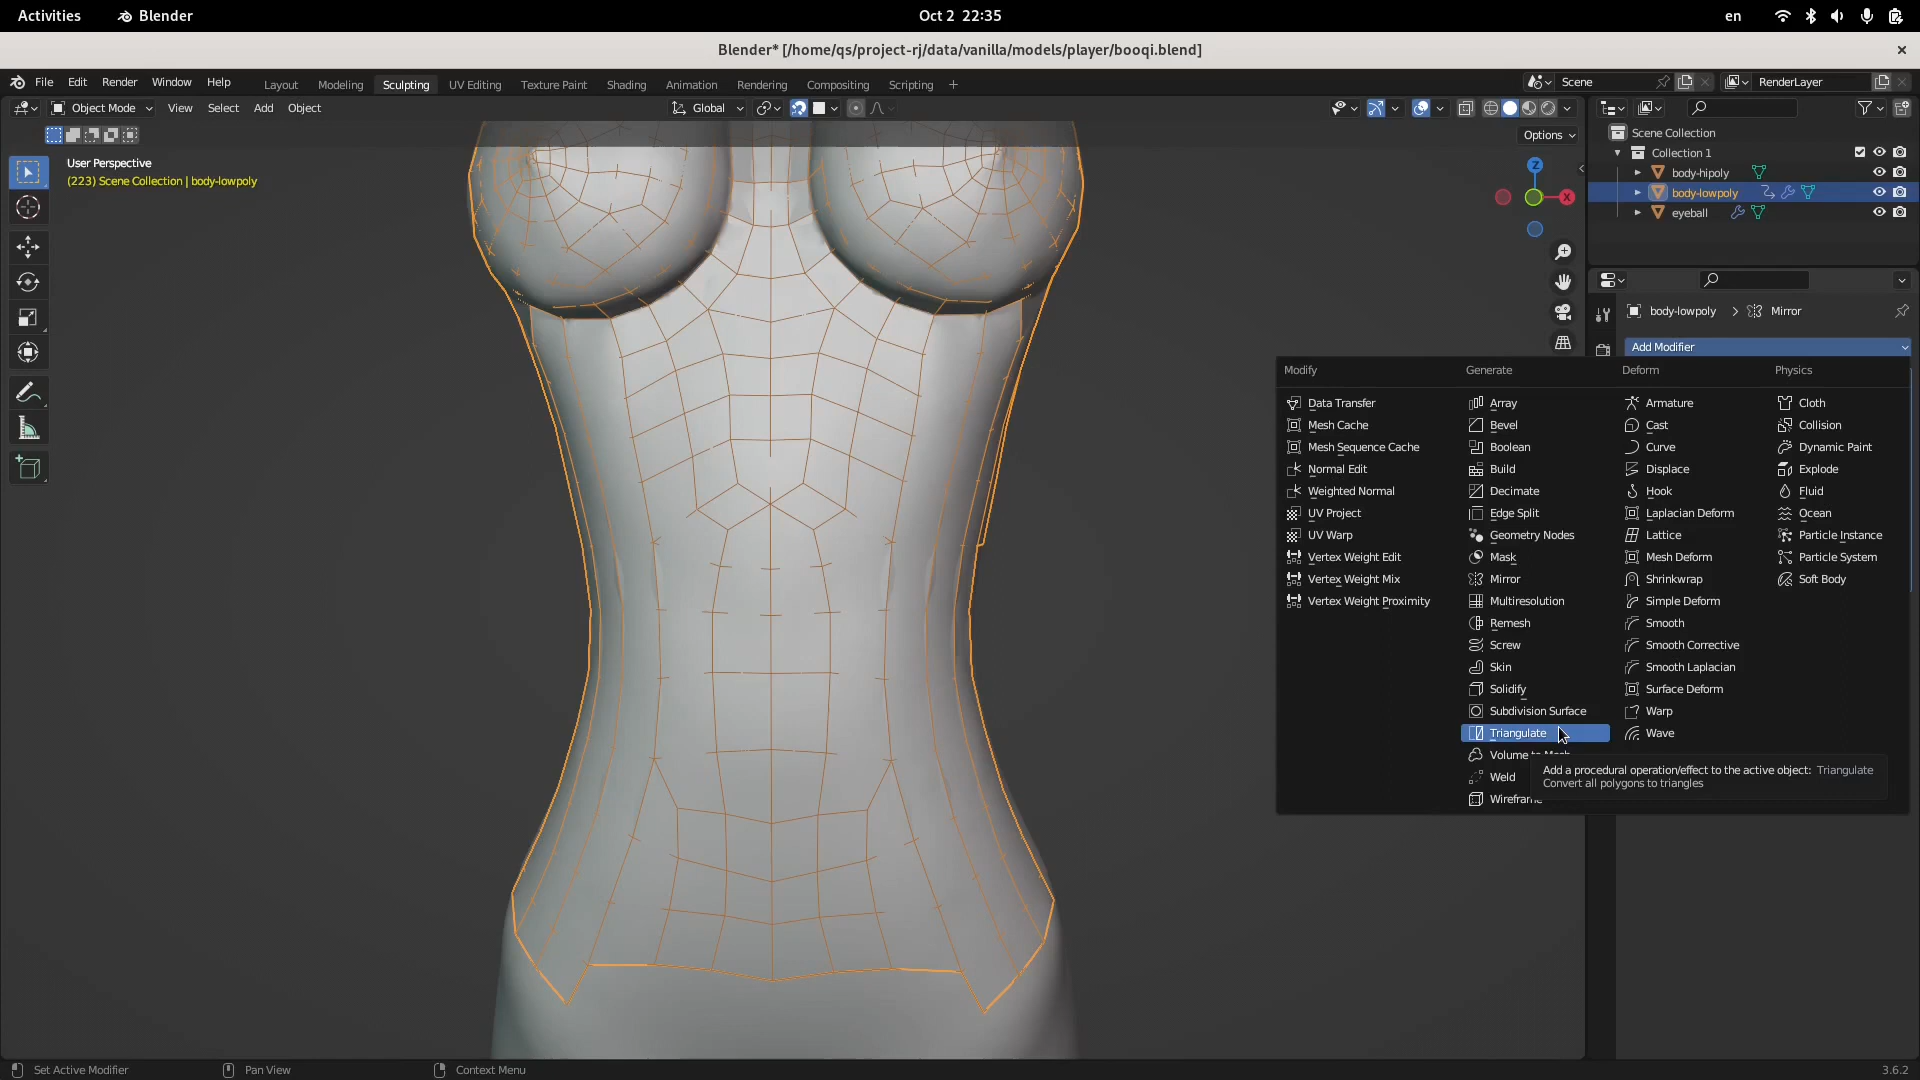 Activities Blender Oct 2 22:35 en
Blender* [/home/qs/project-rj/data/vanilla/models/player/booqi.blend]
File Edit Render Window Help Layout Modeling Sculpting UV Editing Texture Paint Shading Animation Rendering Compositing Scripting + Scene RenderLayer
Object Mode View Select Add Object Global
Options
User Perspective
(223) Scene Collection | body-lowpoly
Z
X
Scene Collection
Collection 1
body-hipoly
body-lowpoly
eyeball
body-lowpoly > Mirror
Add Modifier
Modify
Data Transfer
Mesh Cache
Mesh Sequence Cache
Normal Edit
Weighted Normal
UV Project
UV Warp
Vertex Weight Edit
Vertex Weight Mix
Vertex Weight Proximity
Generate
Array
Bevel
Boolean
Build
Decimate
Edge Split
Geometry Nodes
Mask
Mirror
Multiresolution
Remesh
Screw
Skin
Solidify
Subdivision Surface
Triangulate
Volume to Mesh
Weld
Wireframe
Deform
Armature
Cast
Curve
Displace
Hook
Laplacian Deform
Lattice
Mesh Deform
Shrinkwrap
Simple Deform
Smooth
Smooth Corrective
Smooth Laplacian
Surface Deform
Warp
Wave
Physics
Cloth
Collision
Dynamic Paint
Explode
Fluid
Ocean
Particle Instance
Particle System
Soft Body
Add a procedural operation/effect to the active object: Triangulate
Convert all polygons to triangles
Set Active Modifier Pan View Context Menu 3.6.2